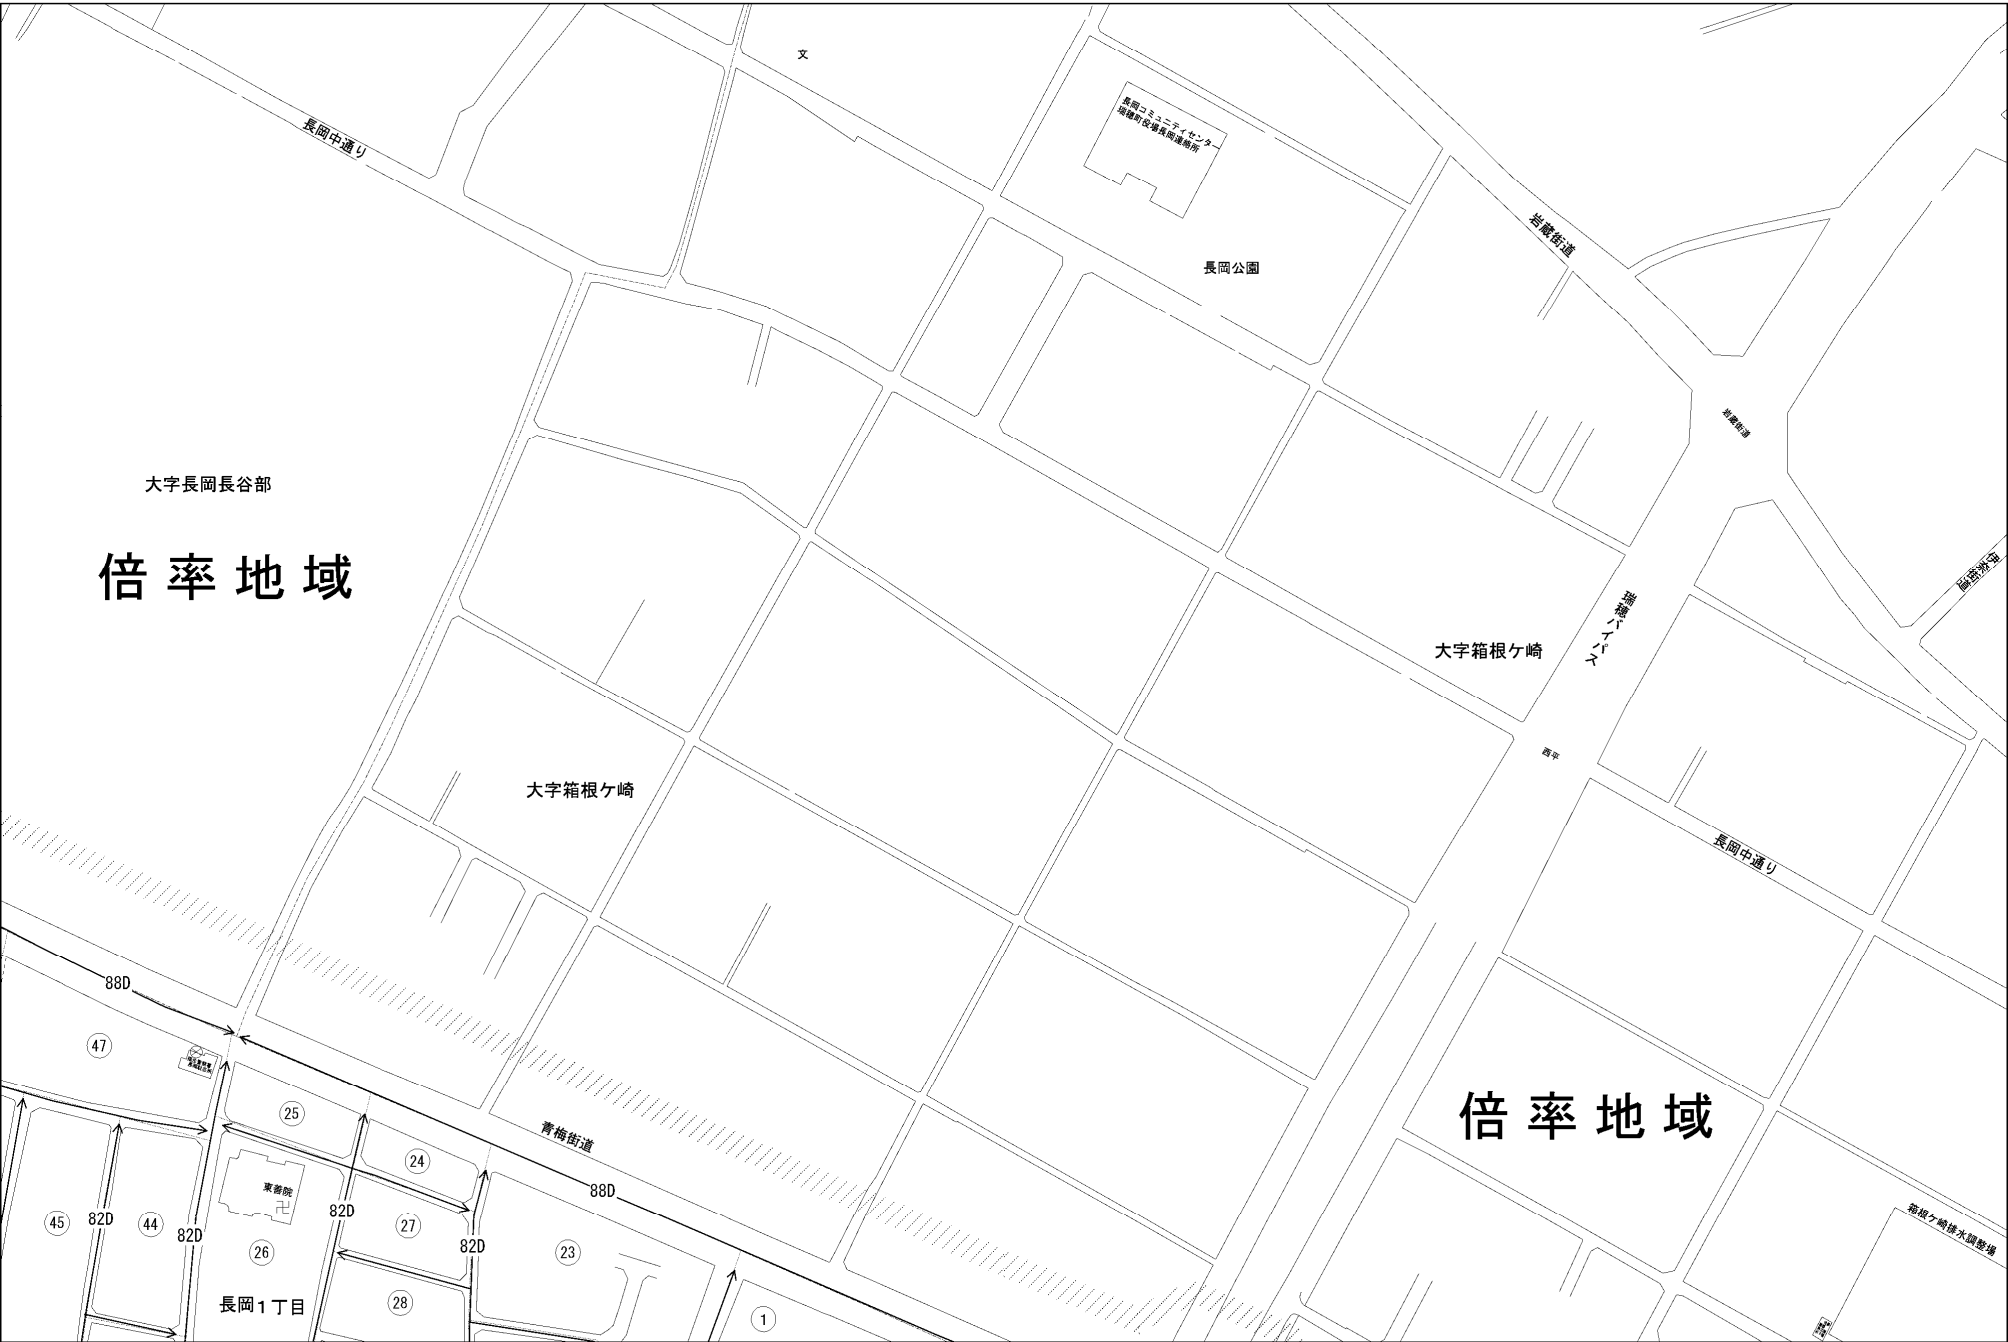 文
長岡コミュニティセンター
瑞穂町役場長岡連絡所
長岡中通り
岩蔵街道
長岡公園
岩蔵街道
大字長岡長谷部
倍率地域
伊奈街道
瑞穂バイパス
大字箱根ケ崎
西平
大字箱根ケ崎
長岡中通り
88D
47
25
倍率地域
青梅街道
24
88D
東善院
卍
82D
45
82D
44
82D
27
82D
23
26
箱根ケ崎排水調整場
28
長岡1丁目
1